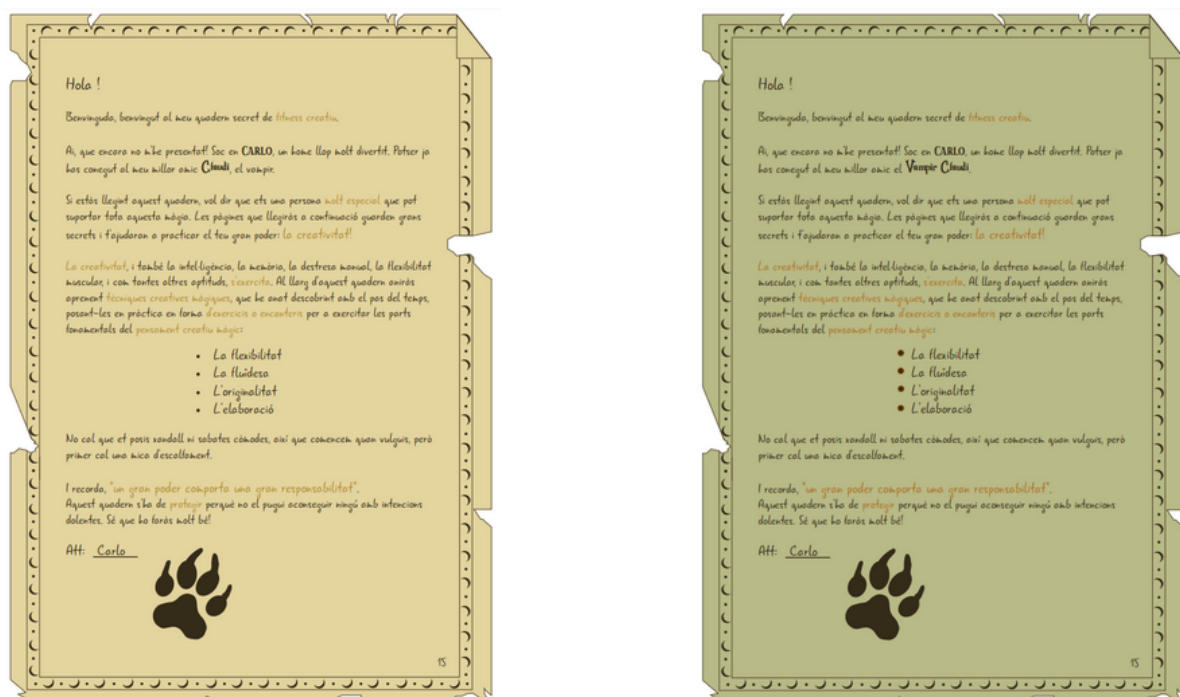 Hola !
Benvinguda, benvingut al meu quadern secret de fitness creatiu.
Ai, que encara no m'he presentat! Soc en CARLO, un home llop molt divertit. Potser ja
has conegut al meu millor amic Claudi, el vampir.
Si estàs llegint aquest quadern, vol dir que ets una persona molt especial que pot
suportar tota aquesta màgia. Les pàgines que llegiràs a continuació guarden grans
secrets i t'ajudaran a practicar el teu gran poder: la creativitat!
La creativitat, i també la intel·ligència, la memòria, la destresa manual, la flexibilitat
muscular, i com tantes altres aptituds, s'exercita. Al llarg d'aquest quadern aniràs
aprenent tècniques creatives màgiques, que he anat descobrint amb el pas del temps,
posant-les en pràctica en forma d'exercicis o encanteris per a exercitar les parts
fonamentals del pensament creatiu màgic:
• La flexibilitat
• La fluïdesa
• L'originalitat
• L'elaboració
No cal que et posis xandall ni sabates còmodes, així que comencem quan vulguis, però
primer cal una mica d'escalfament.
I recorda, "un gran poder comporta una gran responsabilitat".
Aquest quadern s'ha de protegir perquè no el pugui aconseguir ningú amb intencions
dolentes. Sé que ho faràs molt bé!
Att: Carlo
15
Hola !
Benvinguda, benvingut al meu quadern secret de fitness creatiu.
Ai, que encara no m'he presentat! Soc en CARLO, un home llop molt divertit. Potser ja
has conegut al meu millor amic el Vampir Claudi.
Si estàs llegint aquest quadern, vol dir que ets una persona molt especial que pot
suportar tota aquesta màgia. Les pàgines que llegiràs a continuació guarden grans
secrets i t'ajudaran a practicar el teu gran poder: la creativitat!
La creativitat, i també la intel·ligència, la memòria, la destresa manual, la flexibilitat
muscular, i com tantes altres aptituds, s'exercita. Al llarg d'aquest quadern aniràs
aprenent tècniques creatives màgiques, que he anat descobrint amb el pas del temps,
posant-les en pràctica en forma d'exercicis o encanteris per a exercitar les parts
fonamentals del pensament creatiu màgic:
• La flexibilitat
• La fluïdesa
• L'originalitat
• L'elaboració
No cal que et posis xandall ni sabates còmodes, així que comencem quan vulguis, però
primer cal una mica d'escalfament.
I recorda, "un gran poder comporta una gran responsabilitat".
Aquest quadern s'ha de protegir perquè no el pugui aconseguir ningú amb intencions
dolentes. Sé que ho faràs molt bé!
Att: Carlo
15